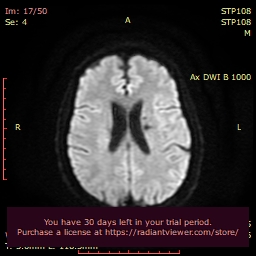 Im: 17/50
Se: 4
STP108
STP108
M
A
Ax DWI B 1000
R
L
You have 30 days left in your trial period.
Purchase a license at https://radiantviewer.com/store/